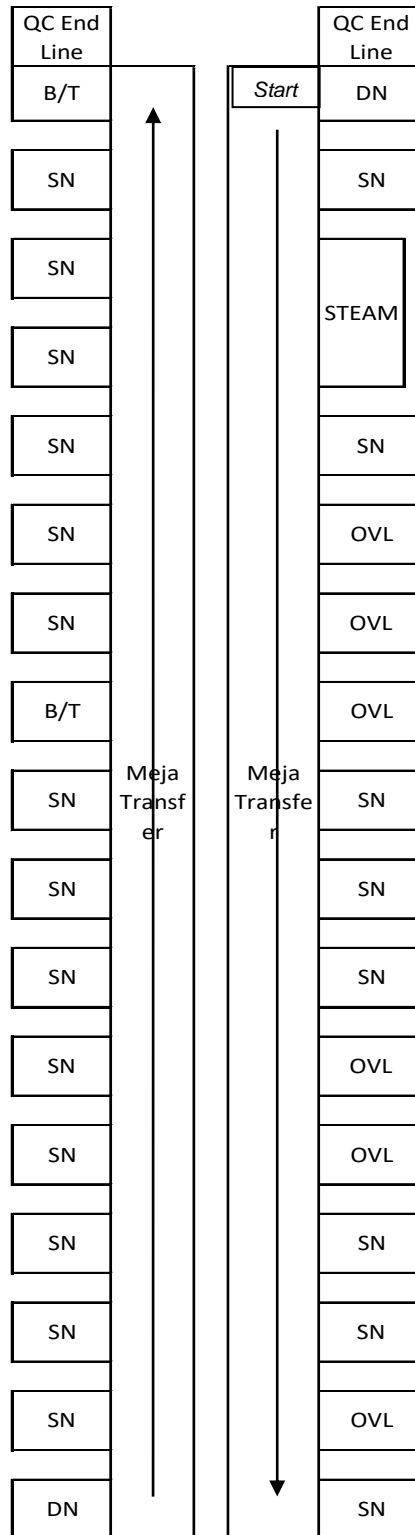 QC End
Line
B/T
SN
SN
SN
SN
SN
SN
B/T
SN
SN
SN
SN
SN
SN
SN
SN
DN
Meja
Transf
er
Start
Meja
Transfe
r
QC End
Line
DN
SN
STEAM
SN
OVL
OVL
OVL
SN
SN
SN
OVL
OVL
SN
SN
OVL
SN